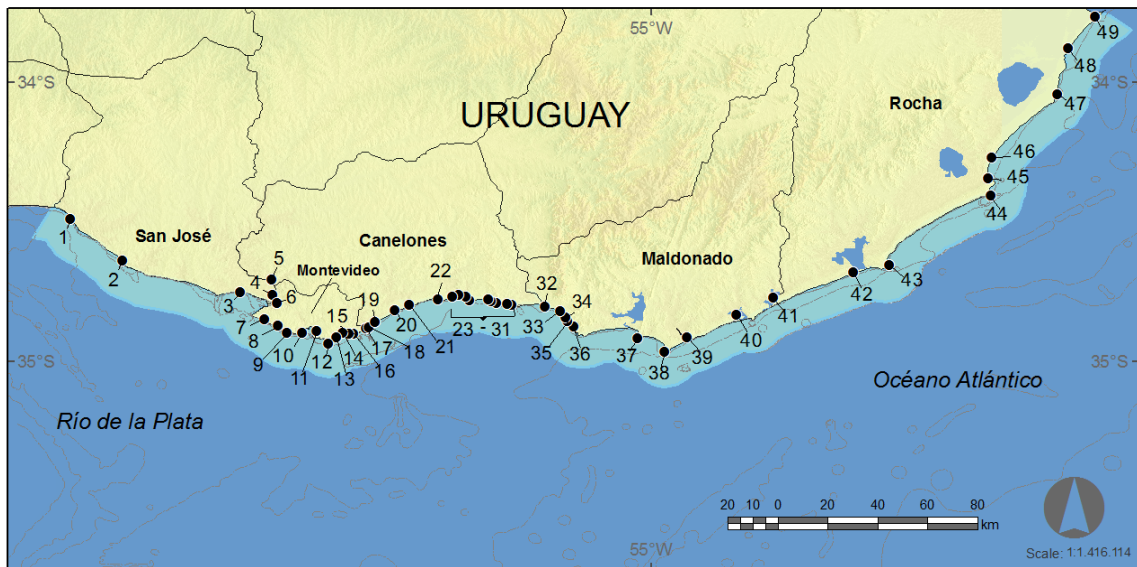 55°W
49
48
34°S
34°S
47
Rocha
URUGUAY
46
45
44
1
San José
Canelones
Maldonado
2
5
4
Montevideo
3
6
22
32
34
43
42
41
7
19
15
20
23 - 31
33
40
8
21
9
10
11
12
13
14
16
17
18
35
36
37
38
39
35°S
35°S
Río de la Plata
Océano Atlántico
20 10 0 20 40 60 80
km
55°W
Scale: 1:1.416.114